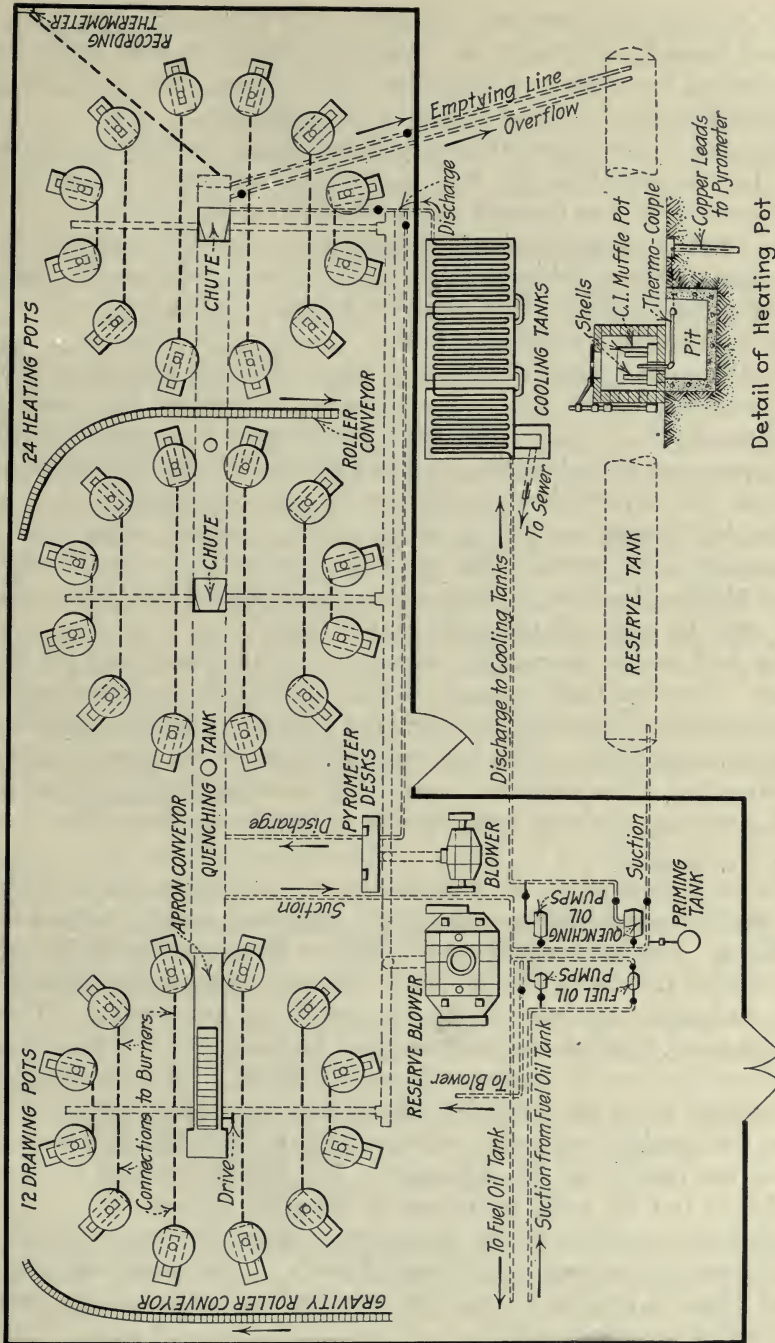 RECORDING
THERMOMETER
24 HEATING POTS
CHUTE
ROLLER
CONVEYOR
CHUTE
Emptying Line
Overflow
Discharge
COOLING TANKS
To Sewer
Shells
C.I. Muffle Pot
Thermo-Couple
Copper Leads
to Pyrometer
Pit
Detail of Heating Pot
RESERVE TANK
Discharge to Cooling Tanks
QUENCHING TANK
APRON CONVEYOR
PYROMETER
DESKS
Discharge
Suction
BLOWER
RESERVE BLOWER
QUENCHING
OIL
PUMPS
Suction
PRIMING
TANK
FUEL OIL
PUMPS
To Blower
12 DRAWING POTS
Connections to Burners
Drive
To Fuel Oil Tank
Suction from Fuel Oil Tank
GRAVITY ROLLER CONVEYOR